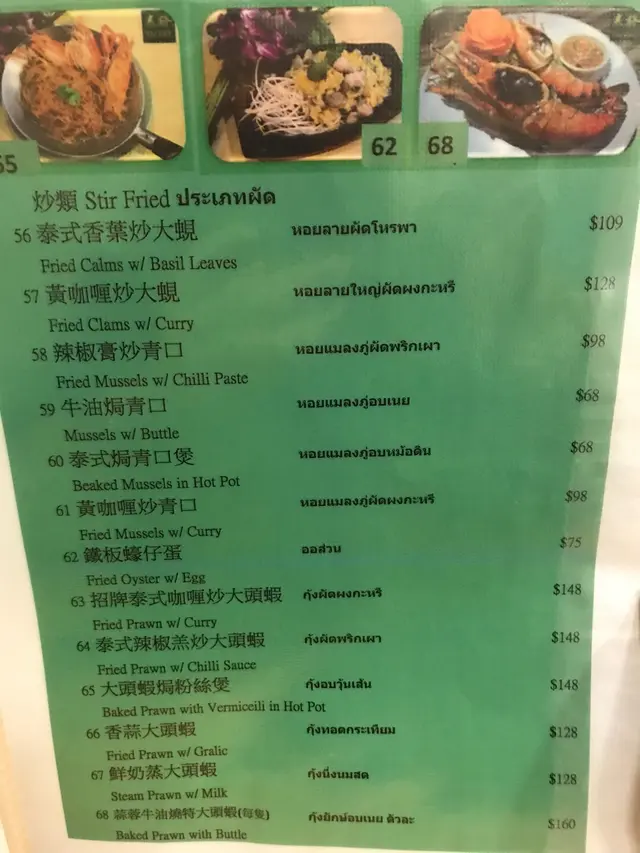 65
62
68
炒類 Stir Fried ประเภทผัด
56 泰式香葉炒大蜆 หอยลายผัดโหรพา $109
Fried Calms w/ Basil Leaves
57 黃咖喱炒大蜆 หอยลายใหญ่ผัดผงกะหรี่ $128
Fried Clams w/ Curry
58 辣椒膏炒青口 หอยแมลงภู่ผัดพริกเผา $98
Fried Mussels w/ Chilli Paste
59 牛油焗青口 หอยแมลงภู่อบเนย $68
Mussels w/ Buttle
60 泰式焗青口煲 หอยแมลงภู่อบหม้อดิน $68
Beaked Mussels in Hot Pot
61 黃咖喱炒青口 หอยแมลงภู่ผัดผงกะหรี่ $98
Fried Mussels w/ Curry
62 鐵板蠔仔蛋 ออส่วน $75
Fried Oyster w/ Egg
63 招牌泰式咖喱炒大頭蝦 กุ้งผัดผงกะหรี่ $148
Fried Prawn w/ Curry
64 泰式辣椒羔炒大頭蝦 กุ้งผัดพริกเผา $148
Fried Prawn w/ Chilli Sauce
65 大頭蝦焗粉絲煲 กุ้งอบวุ้นเส้น $148
Baked Prawn with Vermiceili in Hot Pot
66 香蒜大頭蝦 กุ้งทอดกระเทียม $128
Fried Prawn w/ Gralic
67 鮮奶蒸大頭蝦 กุ้งนึ่งนมสด $128
Steam Prawn w/ Milk
68 蒜蓉牛油燒特大頭蝦(每隻) กุ้งยักษ์อบเนย ตัวละ $160
Baked Prawn with Buttle